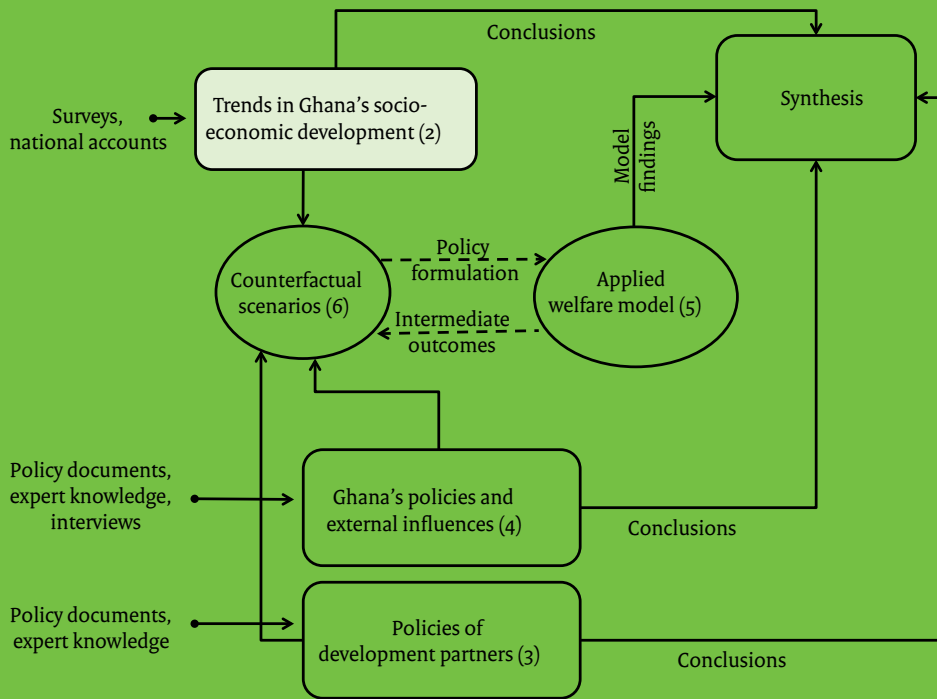 Conclusions
Trends in Ghana’s socio-
economic development (2)
Synthesis
Surveys,
national accounts
Model
findings
Policy
formulation
Counterfactual
scenarios (6)
Applied
welfare model (5)
Intermediate
outcomes
Policy documents,
expert knowledge,
interviews
Ghana’s policies and
external influences (4)
Conclusions
Policy documents,
expert knowledge
Policies of
development partners (3)
Conclusions